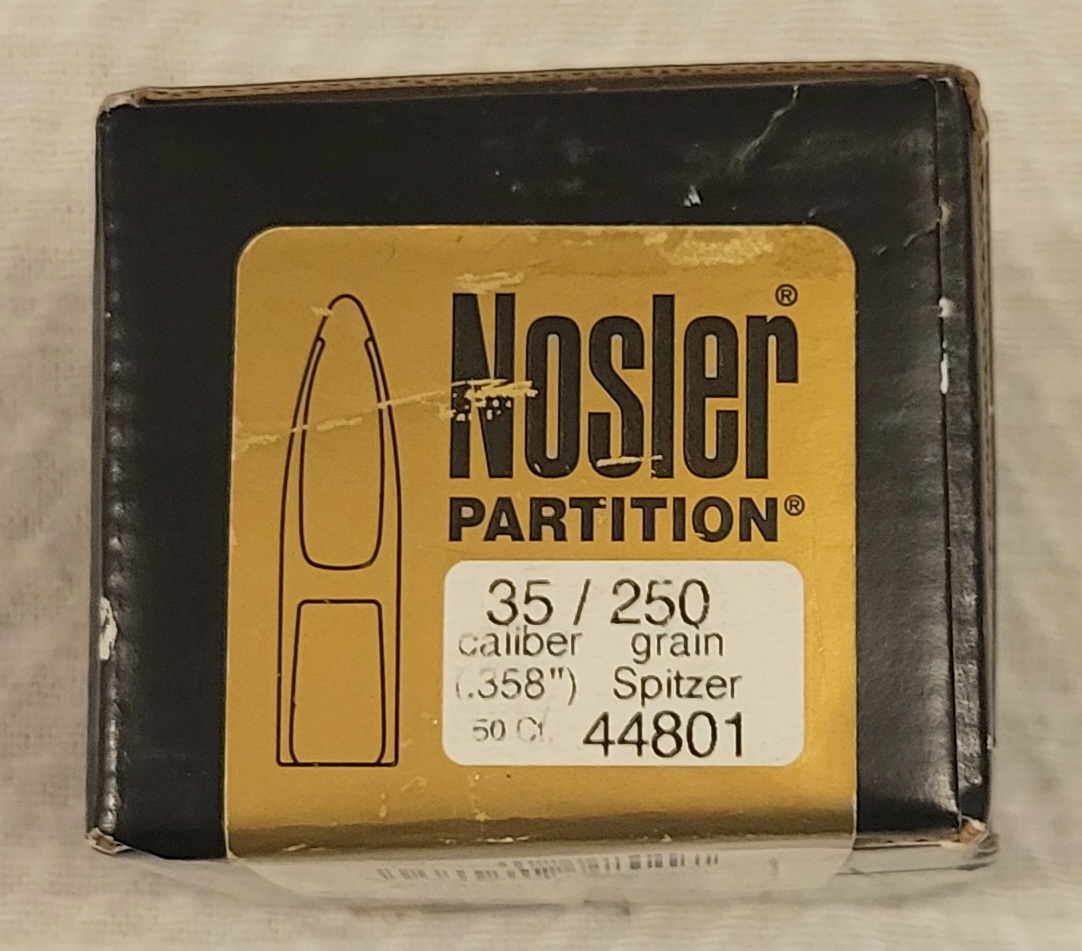 Nosler®
PARTITION®
35 / 250
caliber grain
(.358") Spitzer
50 Ct. 44801